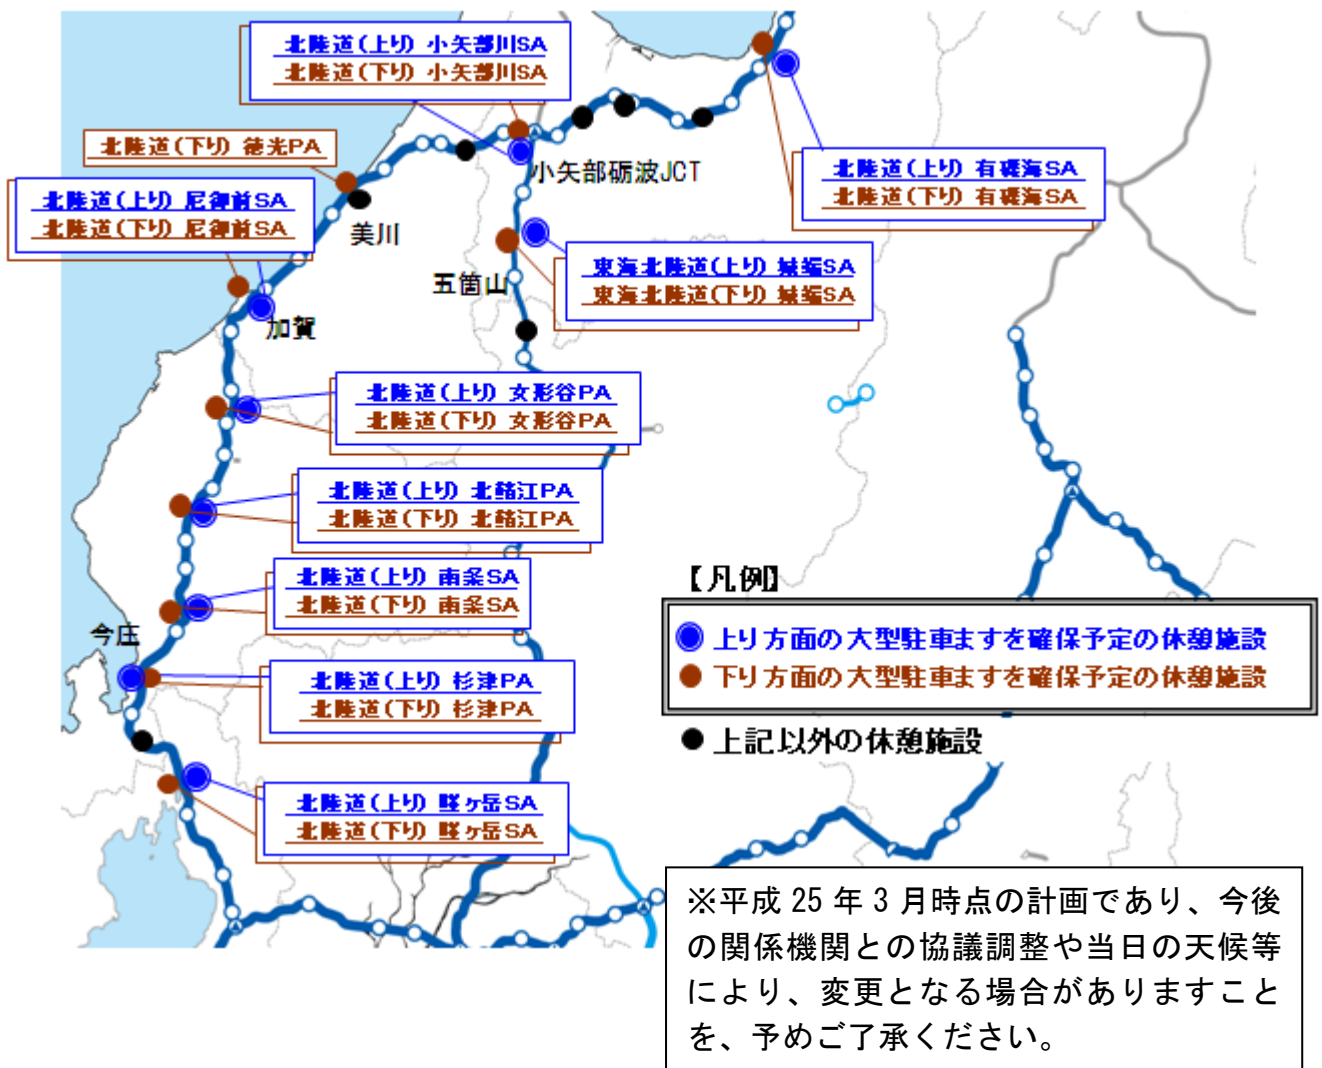 北陸道(上り) 小矢部川SA
北陸道(下り) 小矢部川SA
北陸道(下り) 徳光PA
小矢部砺波JCT
北陸道(上り) 有磯海SA
北陸道(下り) 有磯海SA
北陸道(上り) 尼御前SA
北陸道(下り) 尼御前SA
美川
東海北陸道(上り) 城端SA
東海北陸道(下り) 城端SA
五箇山
加賀
北陸道(上り) 女形谷PA
北陸道(下り) 女形谷PA
北陸道(上り) 北鯖江PA
北陸道(下り) 北鯖江PA
北陸道(上り) 南条SA
北陸道(下り) 南条SA
今庄
北陸道(上り) 杉津PA
北陸道(下り) 杉津PA
北陸道(上り) 賤ヶ岳SA
北陸道(下り) 賤ヶ岳SA
【凡例】
上り方面の大型駐車ますを確保予定の休憩施設
下り方面の大型駐車ますを確保予定の休憩施設
上記以外の休憩施設
※平成 25 年 3 月時点の計画であり、今後
の関係機関との協議調整や当日の天候等
により、変更となる場合がありますこと
を、予めご了承ください。